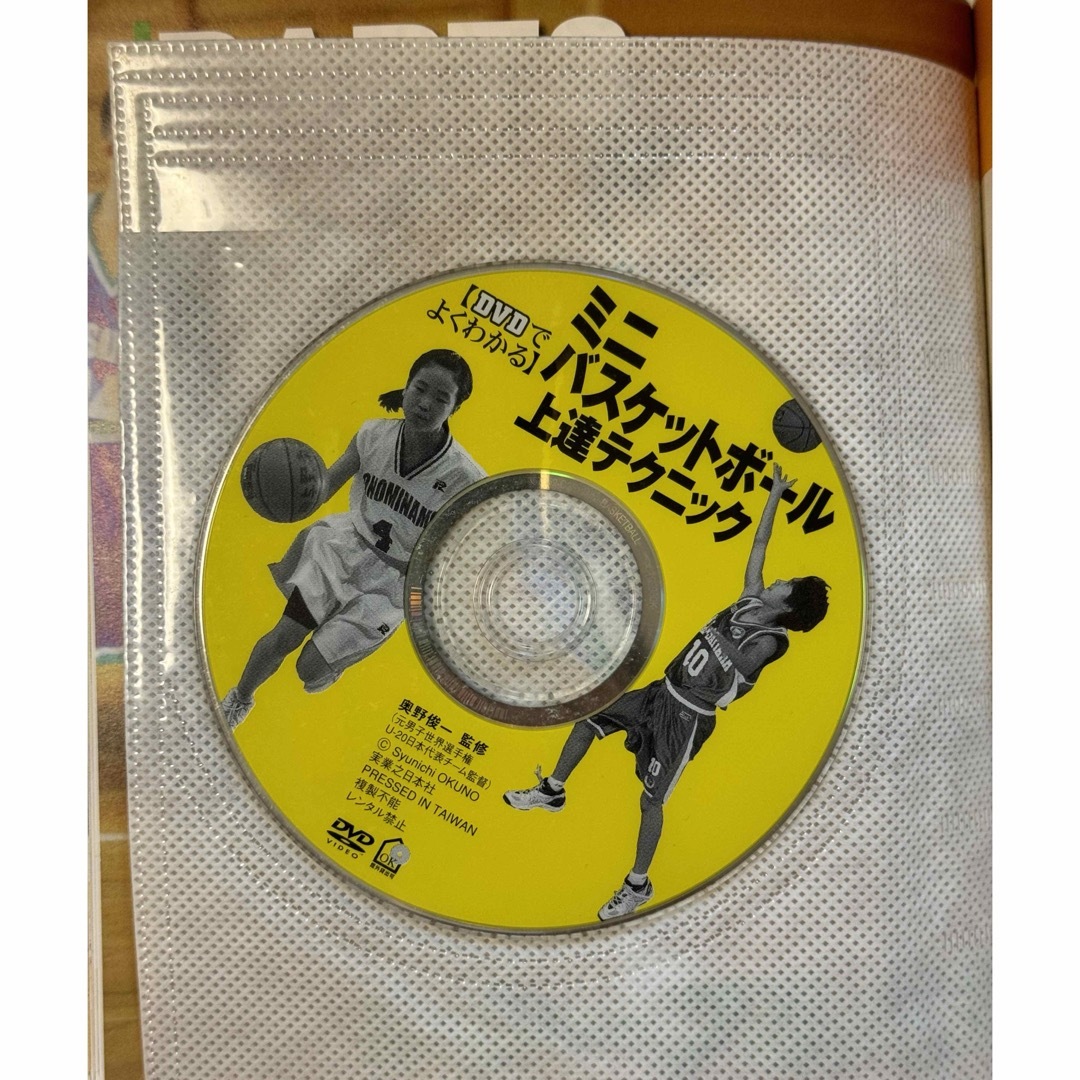 【DVDで
よくわかる】
ミニ
バスケットボール
上達テクニック
4
10
10
奥野俊一 監修
(元男子世界選手権
U-20日本代表チーム監督)
© Syunichi OKUNO
実業之日本社
PRESSED IN TAIWAN
複製不能
レンタル禁止
DVD
VIDEO
OK